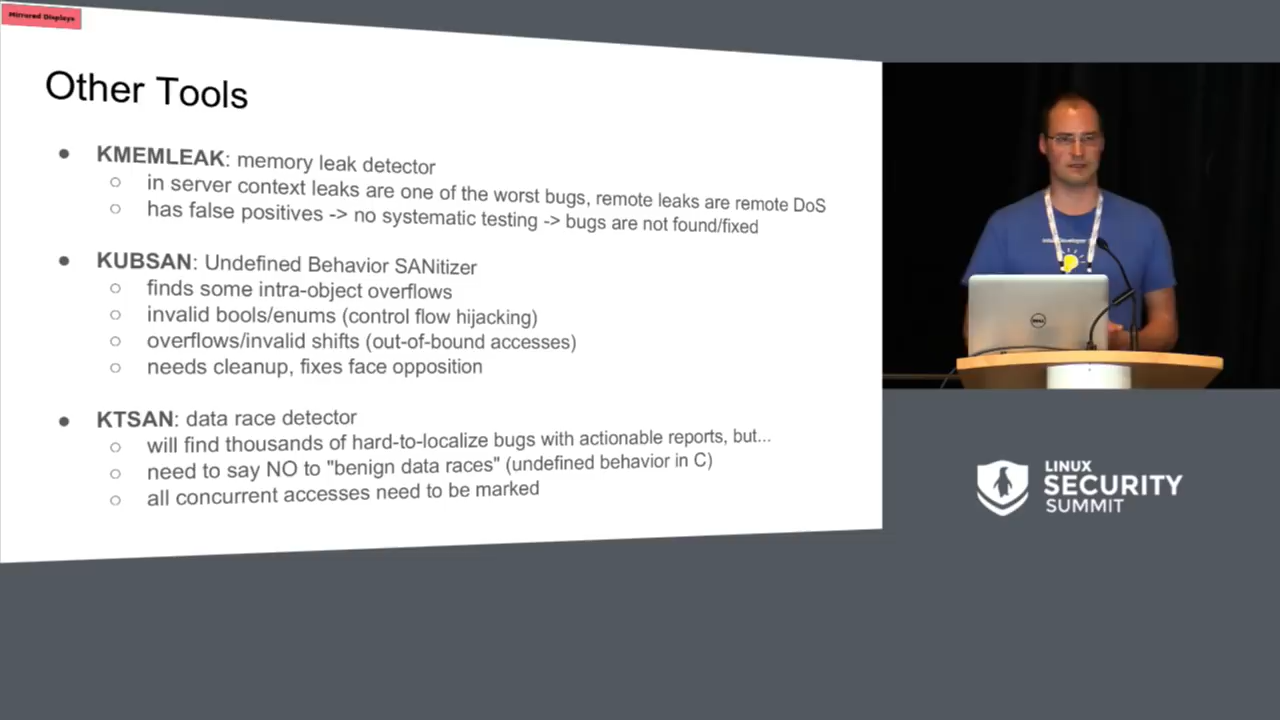 Mirrored Displays
Other Tools
● KMEMLEAK: memory leak detector
○ in server context leaks are one of the worst bugs, remote leaks are remote DoS
○ has false positives -> no systematic testing -> bugs are not found/fixed
● KUBSAN: Undefined Behavior SANitizer
○ finds some intra-object overflows
○ invalid bools/enums (control flow hijacking)
○ overflows/invalid shifts (out-of-bound accesses)
○ needs cleanup, fixes face opposition
● KTSAN: data race detector
○ will find thousands of hard-to-localize bugs with actionable reports, but...
○ need to say NO to "benign data races" (undefined behavior in C)
○ all concurrent accesses need to be marked
DELL
LINUX
SECURITY
SUMMIT